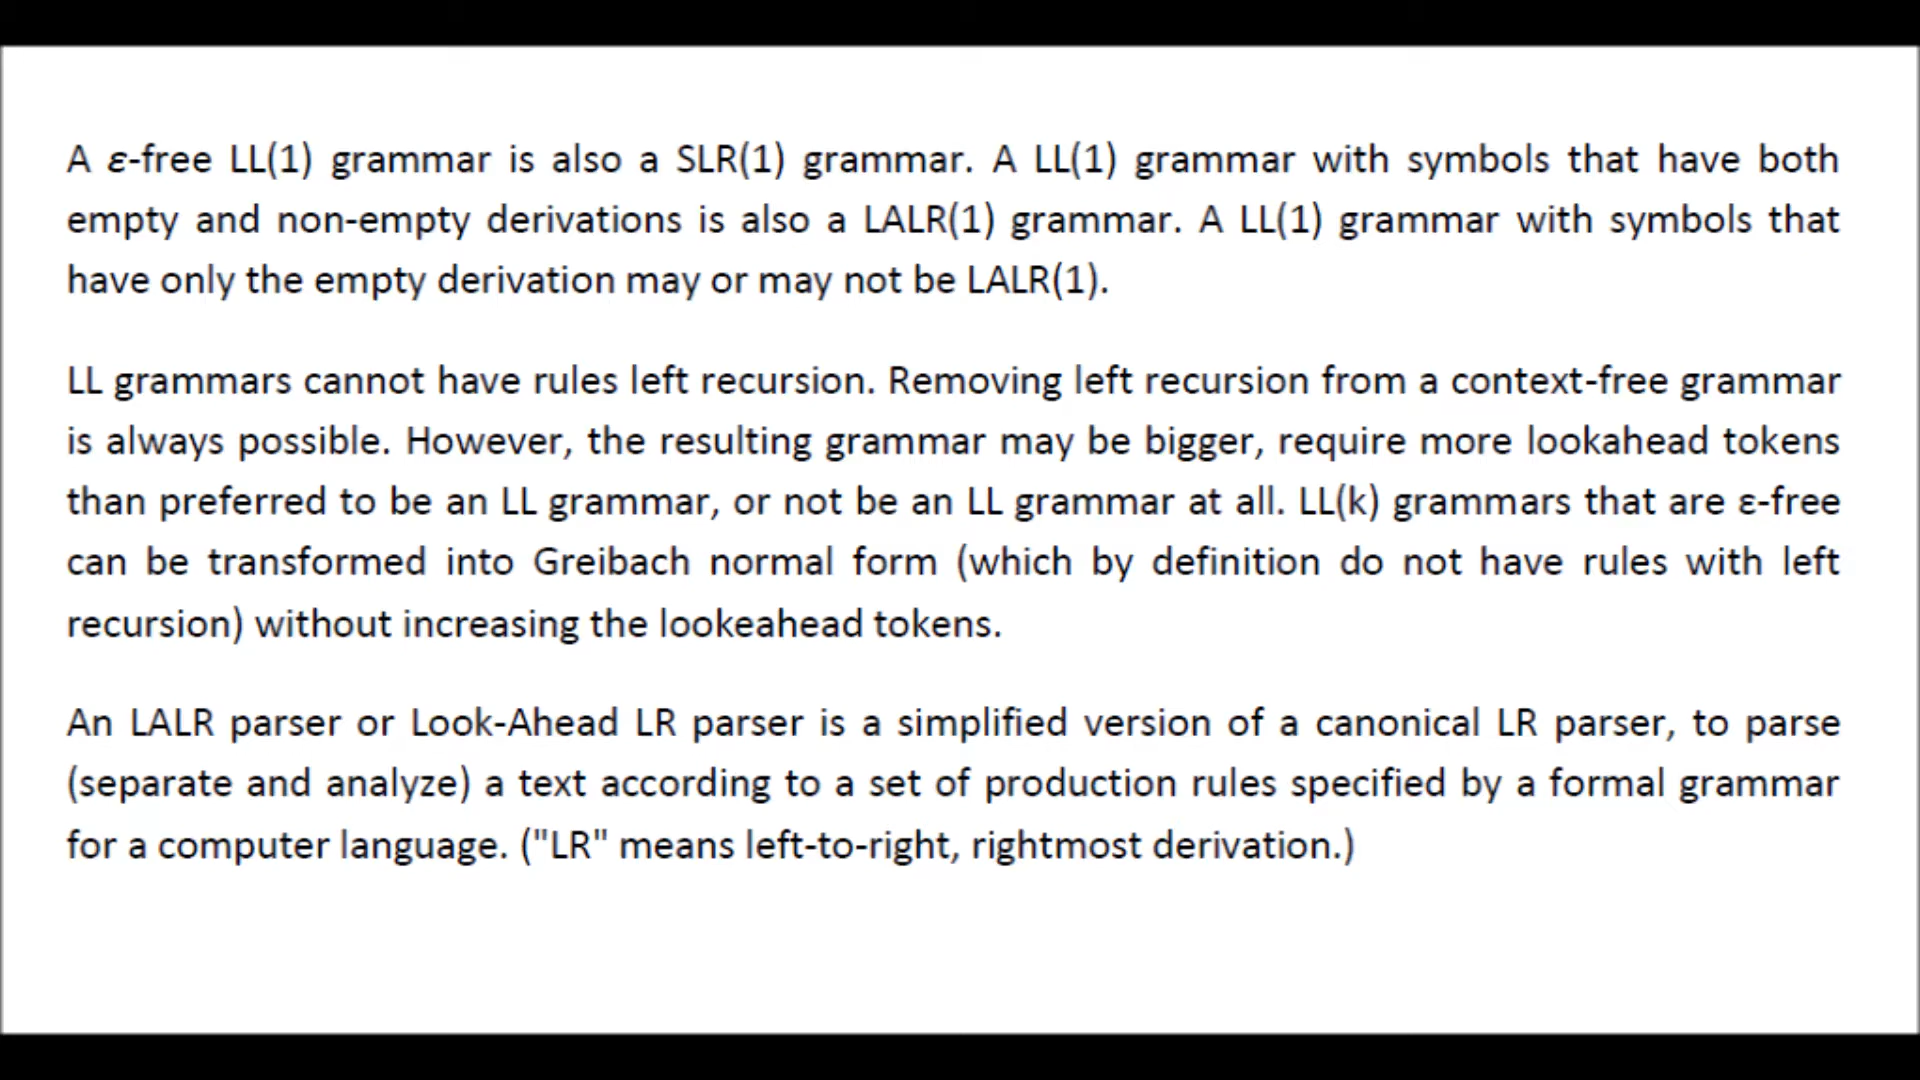 A ε-free LL(1) grammar is also a SLR(1) grammar. A LL(1) grammar with symbols that have both
empty and non-empty derivations is also a LALR(1) grammar. A LL(1) grammar with symbols that
have only the empty derivation may or may not be LALR(1).
LL grammars cannot have rules left recursion. Removing left recursion from a context-free grammar
is always possible. However, the resulting grammar may be bigger, require more lookahead tokens
than preferred to be an LL grammar, or not be an LL grammar at all. LL(k) grammars that are ε-free
can be transformed into Greibach normal form (which by definition do not have rules with left
recursion) without increasing the lookeahead tokens.
An LALR parser or Look-Ahead LR parser is a simplified version of a canonical LR parser, to parse
(separate and analyze) a text according to a set of production rules specified by a formal grammar
for a computer language. ("LR" means left-to-right, rightmost derivation.)